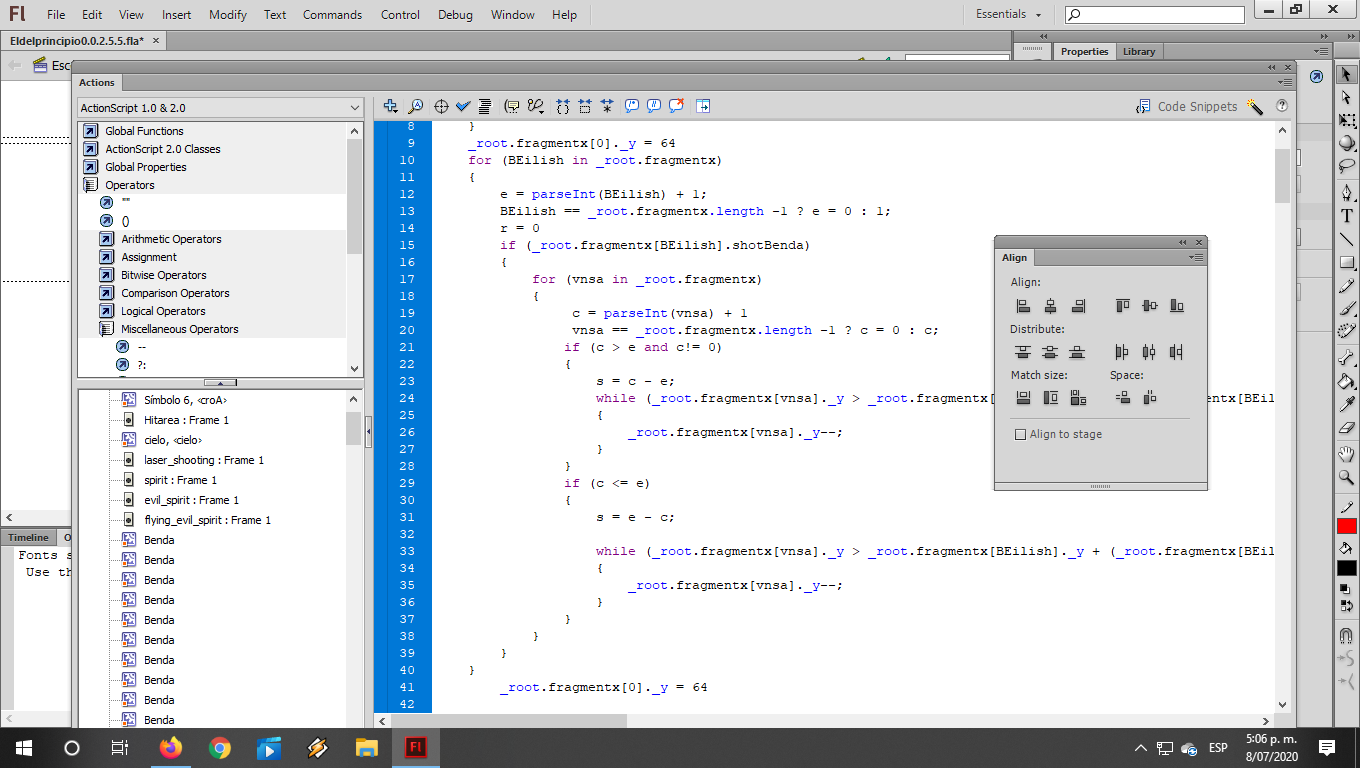 Fl File Edit View Insert Modify Text Commands Control Debug Window Help Essentials
Eldelprincipio0.0.2.5.5.fla* × Properties Library
Esc
Actions
ActionScript 1.0 & 2.0 Code Snippets
Global Functions
ActionScript 2.0 Classes
Global Properties
Operators
""
()
Arithmetic Operators
Assignment
Bitwise Operators
Comparison Operators
Logical Operators
Miscellaneous Operators
--
?:
Símbolo 6, <croA>
Hitarea : Frame 1
cielo, <cielo>
laser_shooting : Frame 1
spirit : Frame 1
evil_spirit : Frame 1
flying_evil_spirit : Frame 1
Benda
Benda
Benda
Benda
Benda
Benda
Benda
Benda
Benda
Benda
8 }
9 _root.fragmentx[0]._y = 64
10 for (BEilish in _root.fragmentx)
11 {
12 e = parseInt(BEilish) + 1;
13 BEilish == _root.fragmentx.length -1 ? e = 0 : 1;
14 r = 0
15 if (_root.fragmentx[BEilish].shotBenda)
16 {
17 for (vnsa in _root.fragmentx)
18 {
19 c = parseInt(vnsa) + 1
20 vnsa == _root.fragmentx.length -1 ? c = 0 : c;
21 if (c > e and c!= 0)
22 {
23 s = c - e;
24 while (_root.fragmentx[vnsa]._y > _root.fragmentx[ entx[BEil
25 {
26 _root.fragmentx[vnsa]._y--;
27 }
28 }
29 if (c <= e)
30 {
31 s = e - c;
32
33 while (_root.fragmentx[vnsa]._y > _root.fragmentx[BEilish]._y + (_root.fragmentx[BEil
34 {
35 _root.fragmentx[vnsa]._y--;
36 }
37 }
38 }
39 }
40 }
41 _root.fragmentx[0]._y = 64
42
Align
Align:
Distribute:
Match size: Space:
Align to stage
Timeline O
Fonts s
Use th
ESP
5:06 p. m.
8/07/2020